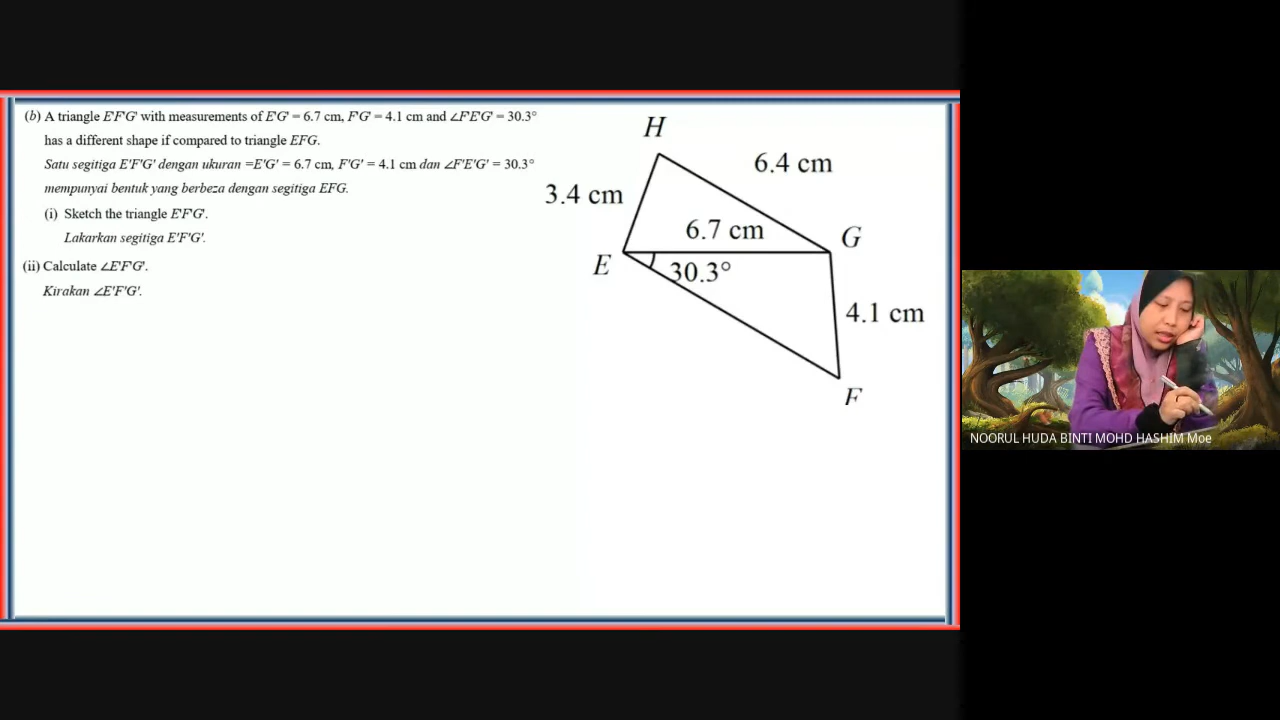 (b) A triangle E'F'G' with measurements of E'G' = 6.7 cm, F'G' = 4.1 cm and ∠F'E'G' = 30.3°
has a different shape if compared to triangle EFG.
Satu segitiga E'F'G' dengan ukuran =E'G' = 6.7 cm, F'G' = 4.1 cm dan ∠F'E'G' = 30.3°
mempunyai bentuk yang berbeza dengan segitiga EFG.
(i) Sketch the triangle E'F'G'.
Lakarkan segitiga E'F'G'.
(ii) Calculate ∠E'F'G'.
Kirakan ∠E'F'G'.
H
6.4 cm
3.4 cm
6.7 cm
G
E
30.3°
4.1 cm
F
NOORUL HUDA BINTI MOHD HASHIM Moe